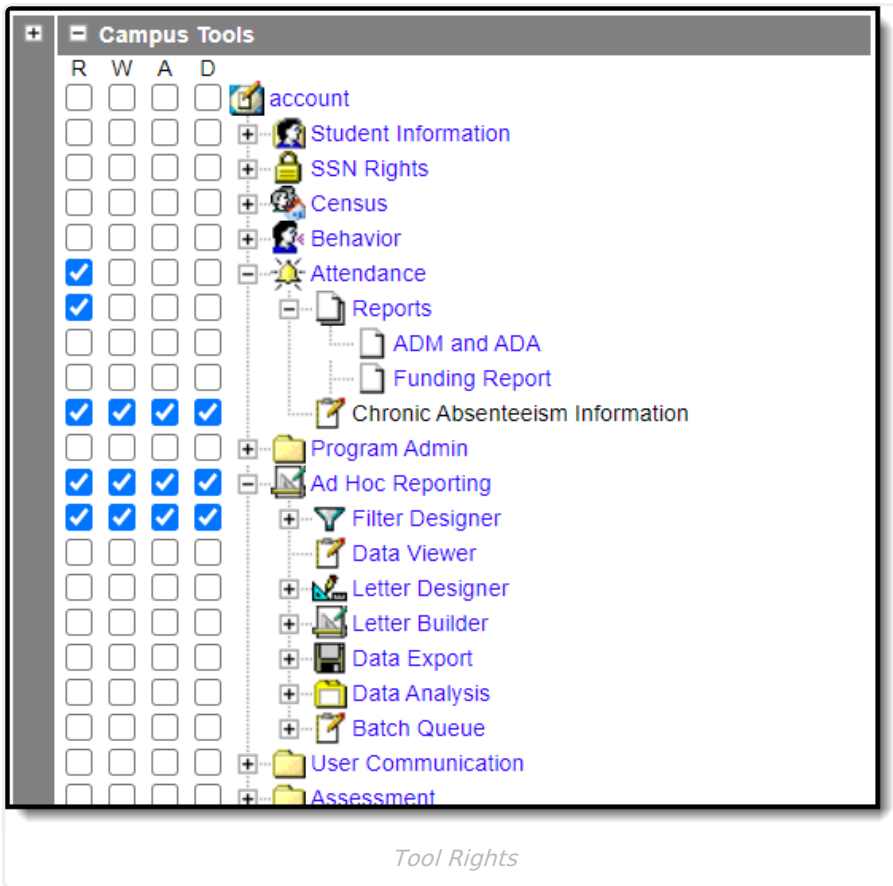 Campus Tools
R W A D
account
Student Information
SSN Rights
Census
Behavior
Attendance
Reports
ADM and ADA
Funding Report
Chronic Absenteeism Information
Program Admin
Ad Hoc Reporting
Filter Designer
Data Viewer
Letter Designer
Letter Builder
Data Export
Data Analysis
Batch Queue
User Communication
Assessment
Tool Rights